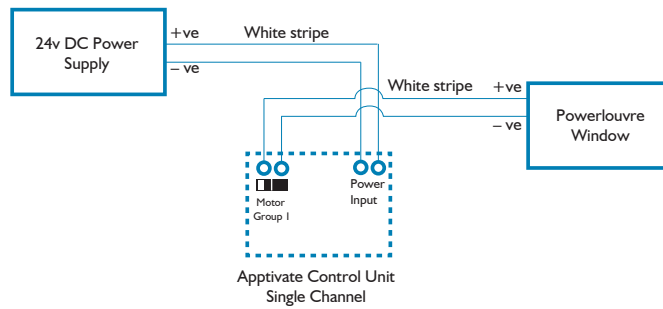 24v DC Power
Supply
+ve
White stripe
– ve
White stripe
+ve
– ve
Powerlouvre
Window
Motor
Group 1
Power
Input
Apptivate Control Unit
Single Channel